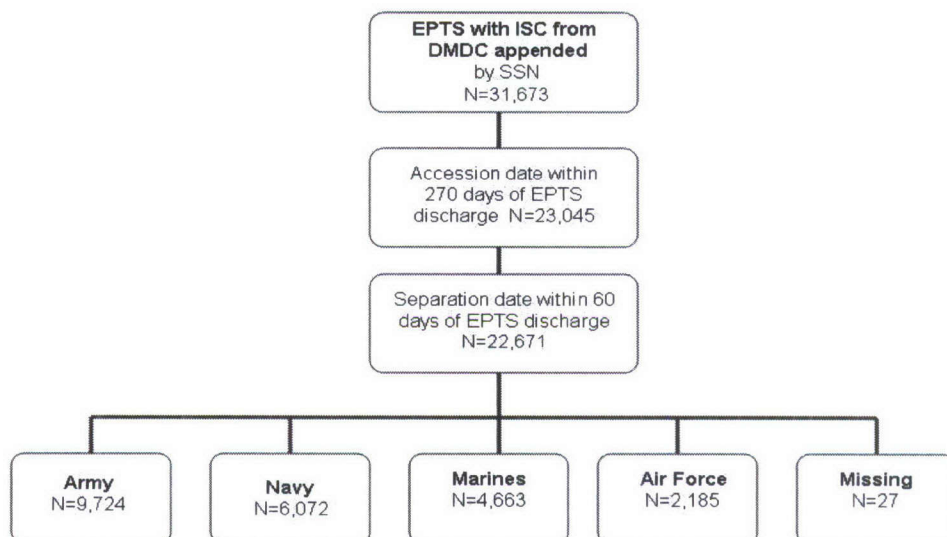 EPTS with ISC from
DMDC appended
by SSN
N=31,673
Accession date within
270 days of EPTS
discharge N=23,045
Separation date within 60
days of EPTS discharge
N=22,671
Army
N=9,724
Navy
N=6,072
Marines
N=4,663
Air Force
N=2,185
Missing
N=27